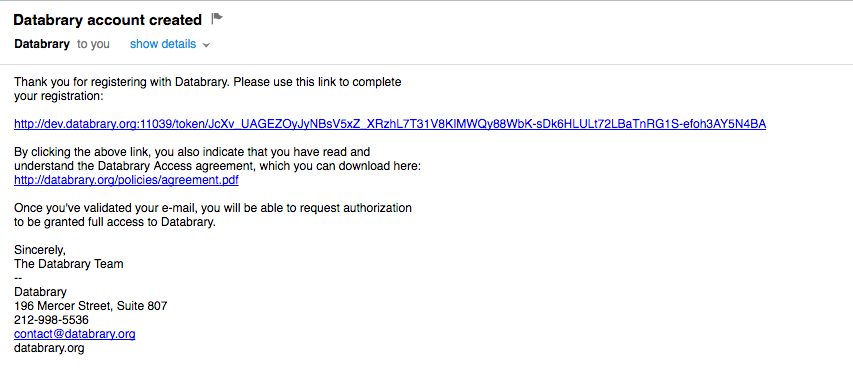 Databrary account created
Databrary to you show details
Thank you for registering with Databrary. Please use this link to complete
your registration:
http://dev.databrary.org:11039/token/JcXv_UAGEZOyJyNBsV5xZ_XRzhL7T31V8KlMWQy88WbK-sDk6HLULt72LBaTnRG1S-efoh3AY5N4BA
By clicking the above link, you also indicate that you have read and
understand the Databrary Access agreement, which you can download here:
http://databrary.org/policies/agreement.pdf
Once you've validated your e-mail, you will be able to request authorization
to be granted full access to Databrary.
Sincerely,
The Databrary Team
--
Databrary
196 Mercer Street, Suite 807
212-998-5536
contact@databrary.org
databrary.org